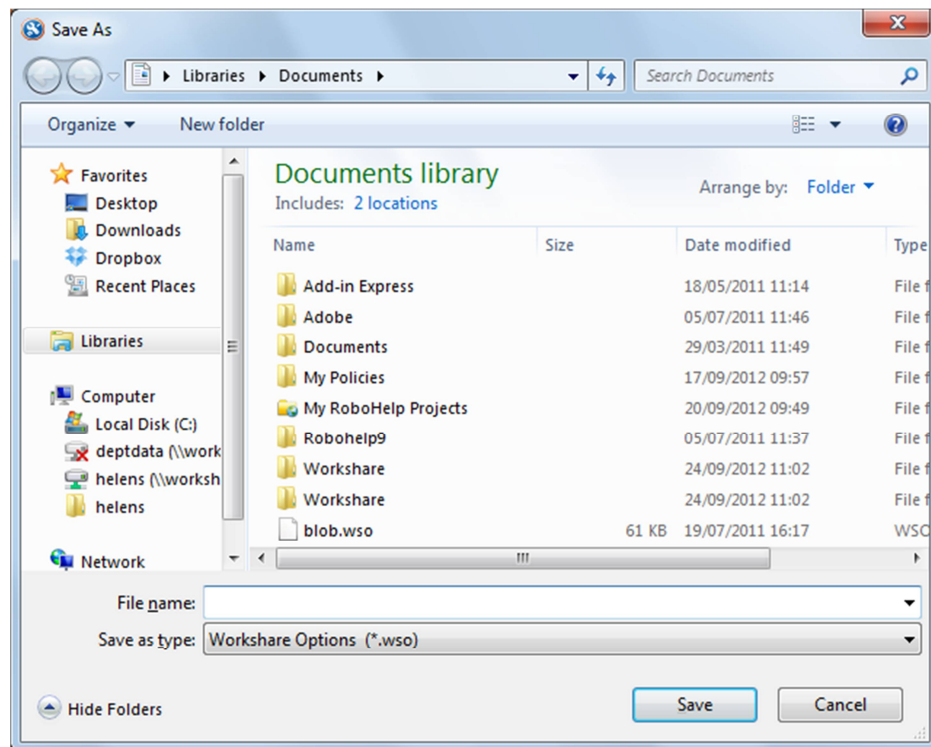 Save As
Libraries Documents
Search Documents
Organize New folder
Favorites
Desktop
Downloads
Dropbox
Recent Places
Libraries
Computer
Local Disk (C:)
deptdata (\\work
helens (\\worksh
helens
Network
Documents library
Includes: 2 locations
Arrange by: Folder
Name Size Date modified Type
Add-in Express 18/05/2011 11:14 File f
Adobe 05/07/2011 11:46 File f
Documents 29/03/2011 11:49 File f
My Policies 17/09/2012 09:57 File f
My RoboHelp Projects 20/09/2012 09:49 File f
Robohelp9 05/07/2011 11:37 File f
Workshare 24/09/2012 11:02 File f
Workshare 24/09/2012 11:02 File f
blob.wso 61 KB 19/07/2011 16:17 WSO
File name:
Save as type: Workshare Options (*.wso)
Hide Folders Save Cancel